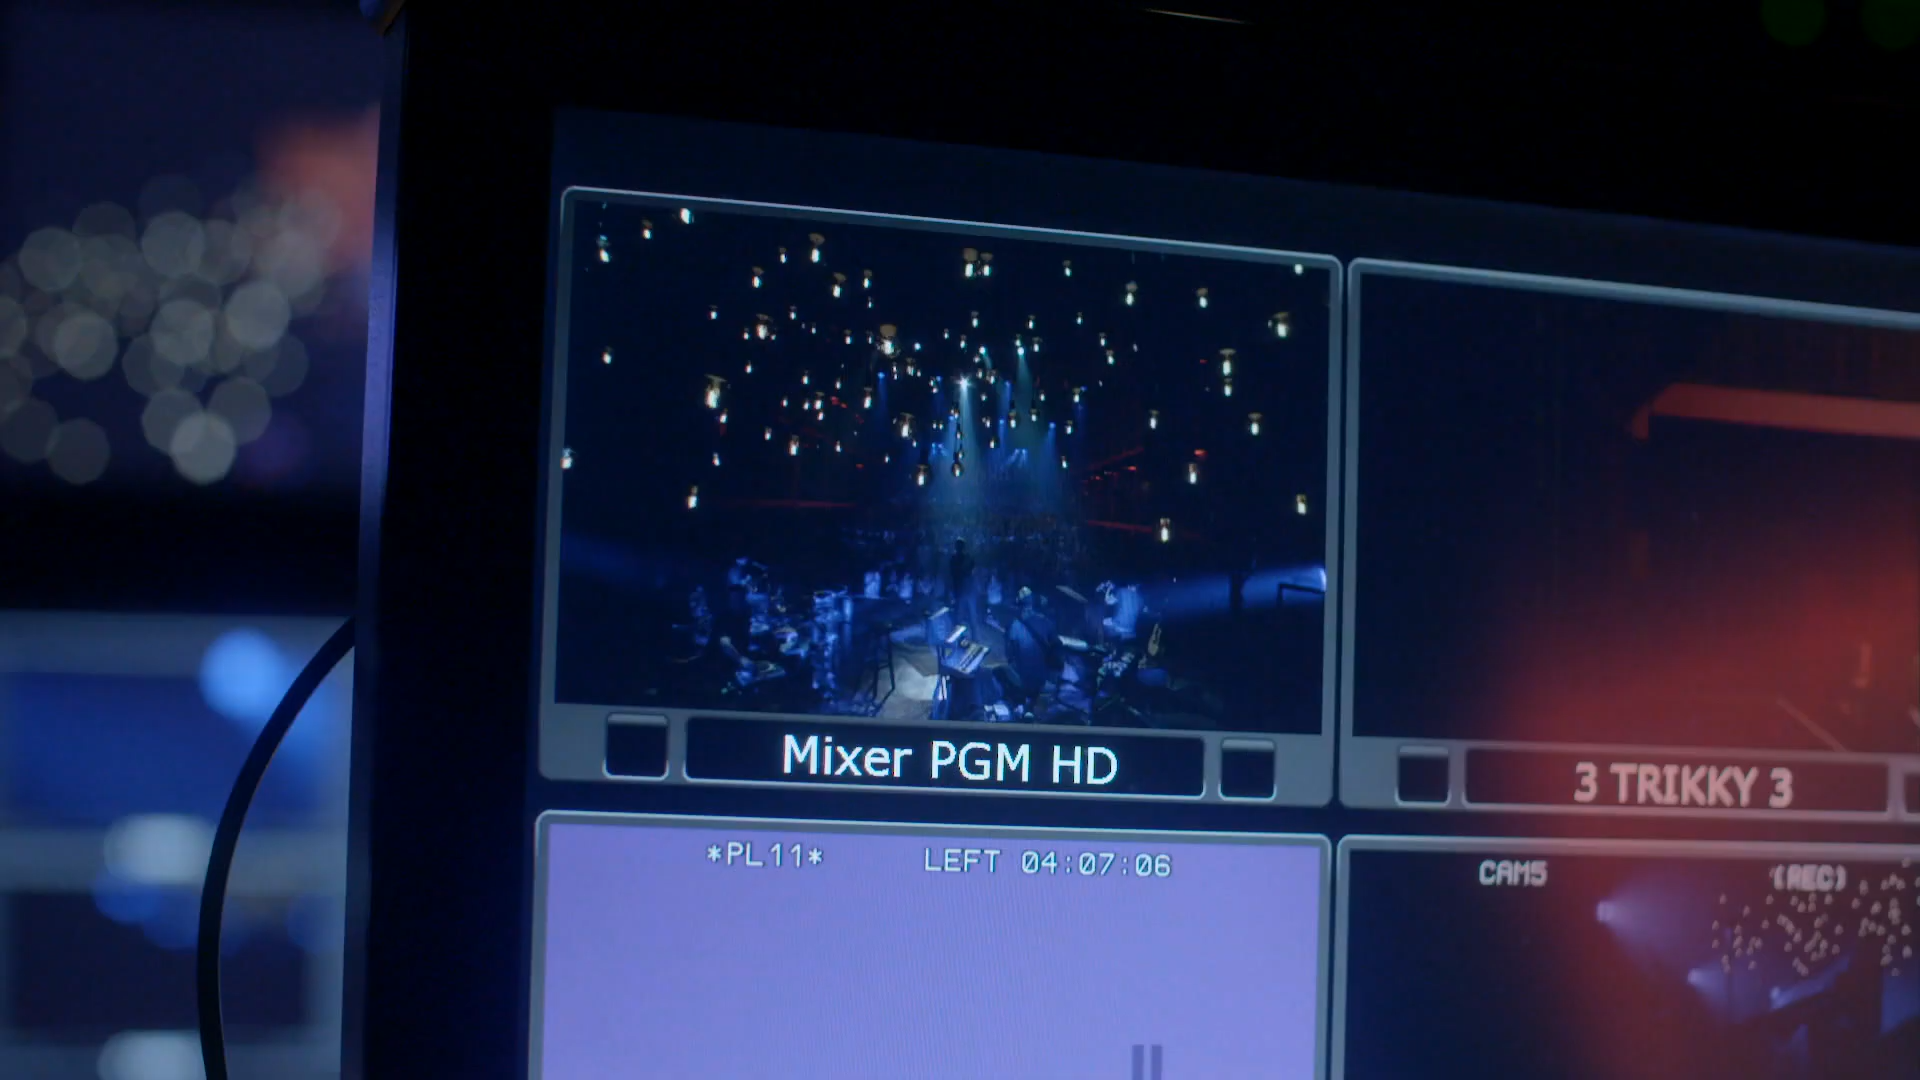 Mixer PGM HD
3 TRIKKY 3
*PL11* LEFT 04:07:06
CAM5 (REC)